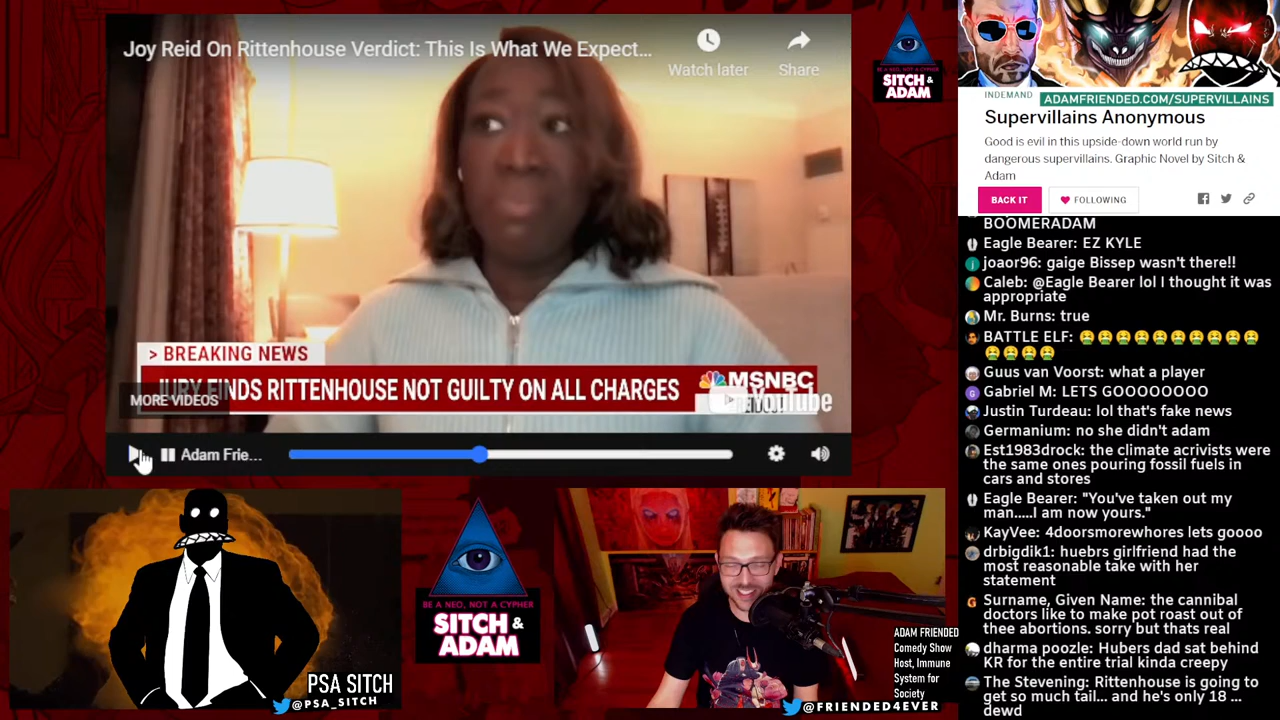 Joy Reid On Rittenhouse Verdict: This Is What We Expect...
Watch later
Share
> BREAKING NEWS
JURY FINDS RITTENHOUSE NOT GUILTY ON ALL CHARGES
MSNBC
YouTube
MORE VIDEOS
Adam Frie...
BE A NEO, NOT A CYPHER
SITCH &
ADAM
INDEMAND
ADAMFRIENDED.COM/SUPERVILLAINS
Supervillains Anonymous
Good is evil in this upside-down world run by
dangerous supervillains. Graphic Novel by Sitch &
Adam
BACK IT
FOLLOWING
BOOMERADAM
Eagle Bearer: EZ KYLE
joaor96: gaige Bissep wasn't there!!
Caleb: @Eagle Bearer lol I thought it was
appropriate
Mr. Burns: true
BATTLE ELF: 🤮🤮🤮🤮🤮🤮🤮🤮🤮🤮
🤮🤮🤮🤮
Guus van Voorst: what a player
Gabriel M: LETS GOOOOOOOO
Justin Turdeau: lol that's fake news
Germanium: no she didn't adam
Est1983drock: the climate acrivists were
the same ones pouring fossil fuels in
cars and stores
Eagle Bearer: "You've taken out my
man.....I am now yours."
KayVee: 4doorsmorewhores lets goooo
drbigdik1: huebrs girlfriend had the
most reasonable take with her
statement
Surname, Given Name: the cannibal
doctors like to make pot roast out of
thee abortions. sorry but thats real
dharma poozle: Hubers dad sat behind
KR for the entire trial kinda creepy
The Stevening: Rittenhouse is going to
get so much tail... and he's only 18 ...
dewd
PSA SITCH
@PSA_SITCH
BE A NEO, NOT A CYPHER
SITCH &
ADAM
ADAM FRIENDED
Comedy Show
Host, Immune
System for
Society
@FRIENDED4EVER